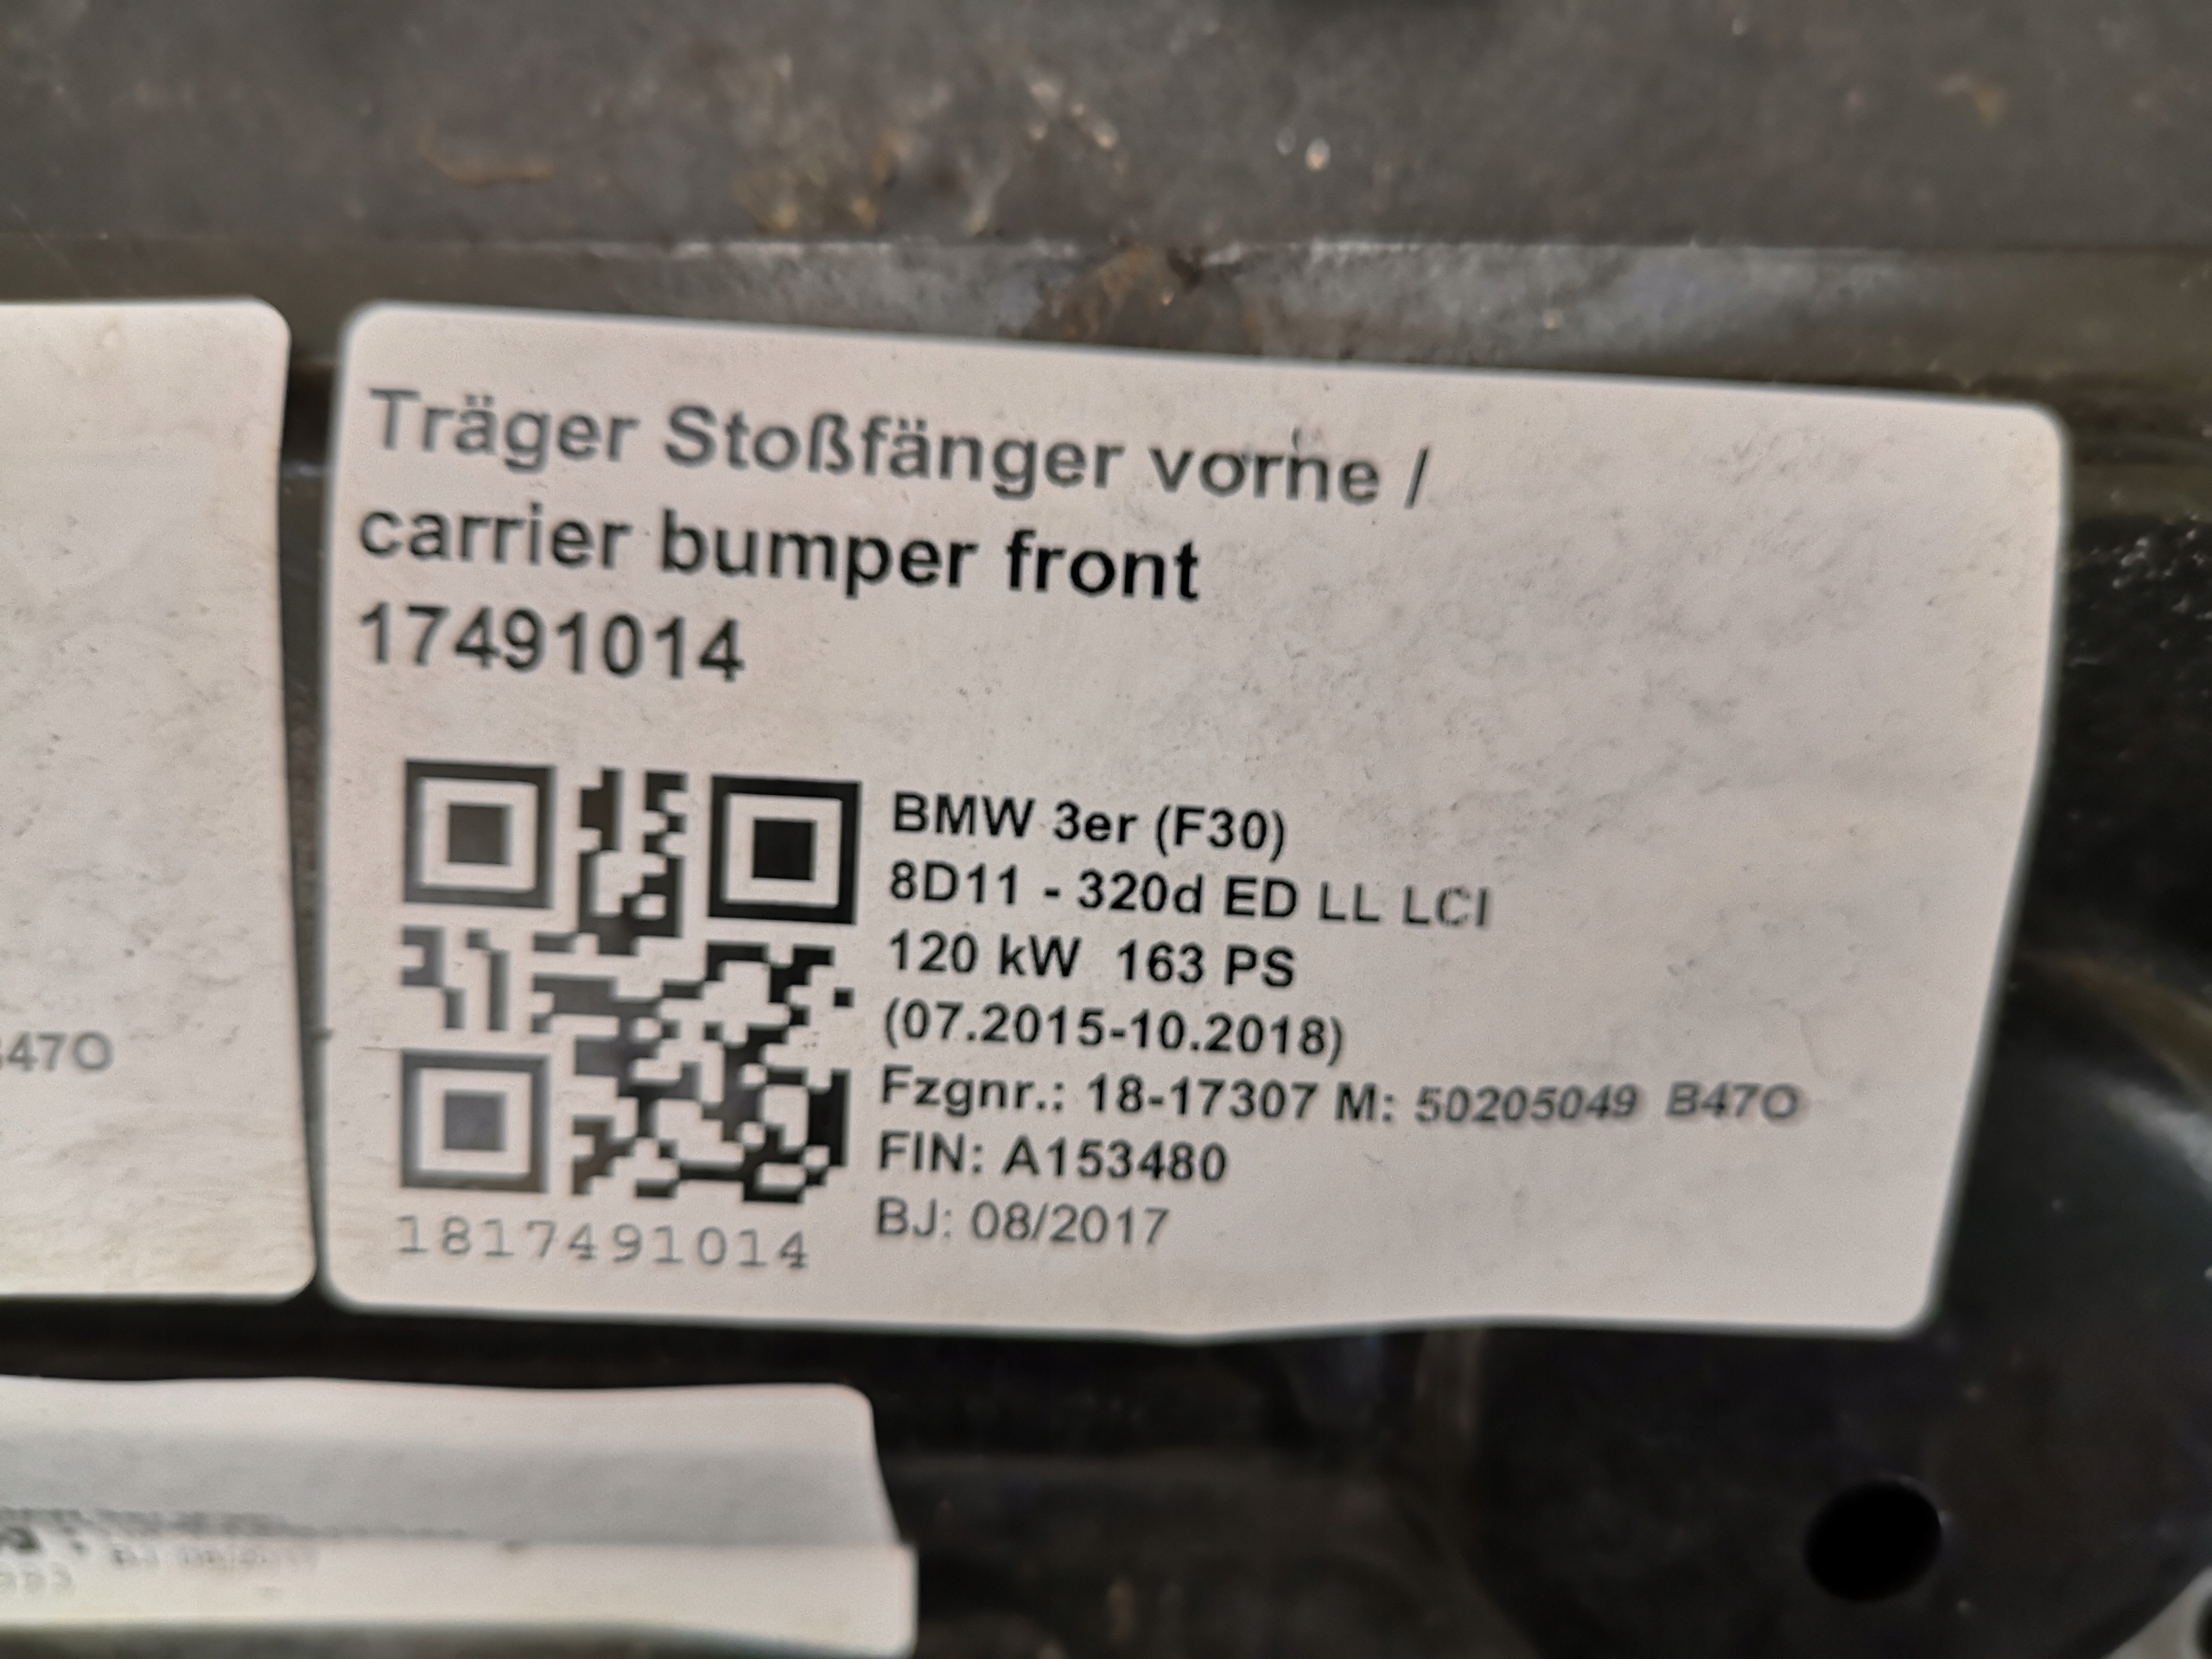 Träger Stoßfänger vorne /
carrier bumper front
17491014
BMW 3er (F30)
8D11 - 320d ED LL LCI
120 kW 163 PS
(07.2015-10.2018)
Fzgnr.: 18-17307 M: 50205049 B47O
FIN: A153480
BJ: 08/2017
1817491014